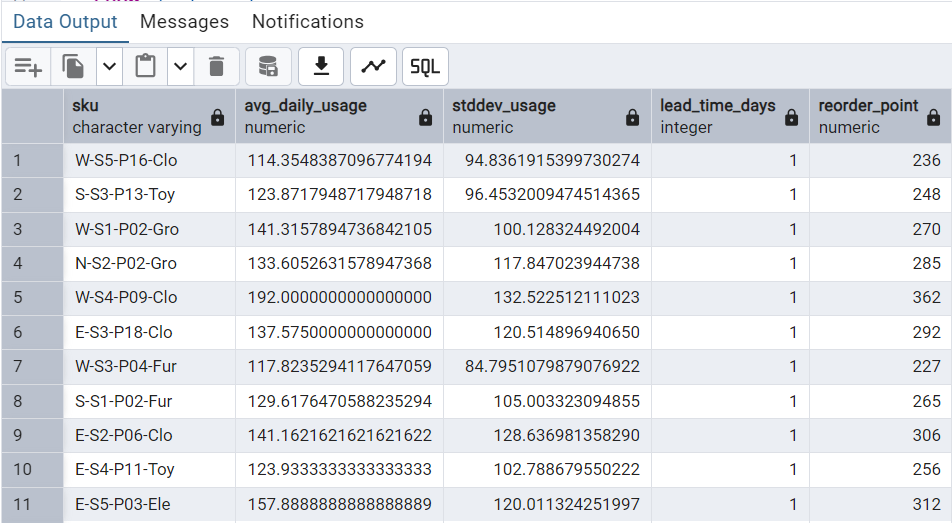 Data Output Messages Notifications
SQL
sku avg_daily_usage stddev_usage lead_time_days reorder_point
character varying numeric numeric integer numeric
1 W-S5-P16-Clo 114.3548387096774194 94.8361915399730274 1 236
2 S-S3-P13-Toy 123.8717948717948718 96.4532009474514365 1 248
3 W-S1-P02-Gro 141.3157894736842105 100.128324492004 1 270
4 N-S2-P02-Gro 133.6052631578947368 117.847023944738 1 285
5 W-S4-P09-Clo 192.0000000000000000 132.522512111023 1 362
6 E-S3-P18-Clo 137.5750000000000000 120.514896940650 1 292
7 W-S3-P04-Fur 117.8235294117647059 84.7951079879076922 1 227
8 S-S1-P02-Fur 129.6176470588235294 105.003323094855 1 265
9 E-S2-P06-Clo 141.1621621621621622 128.636981358290 1 306
10 E-S4-P11-Toy 123.9333333333333333 102.788679550222 1 256
11 E-S5-P03-Ele 157.8888888888888889 120.011324251997 1 312